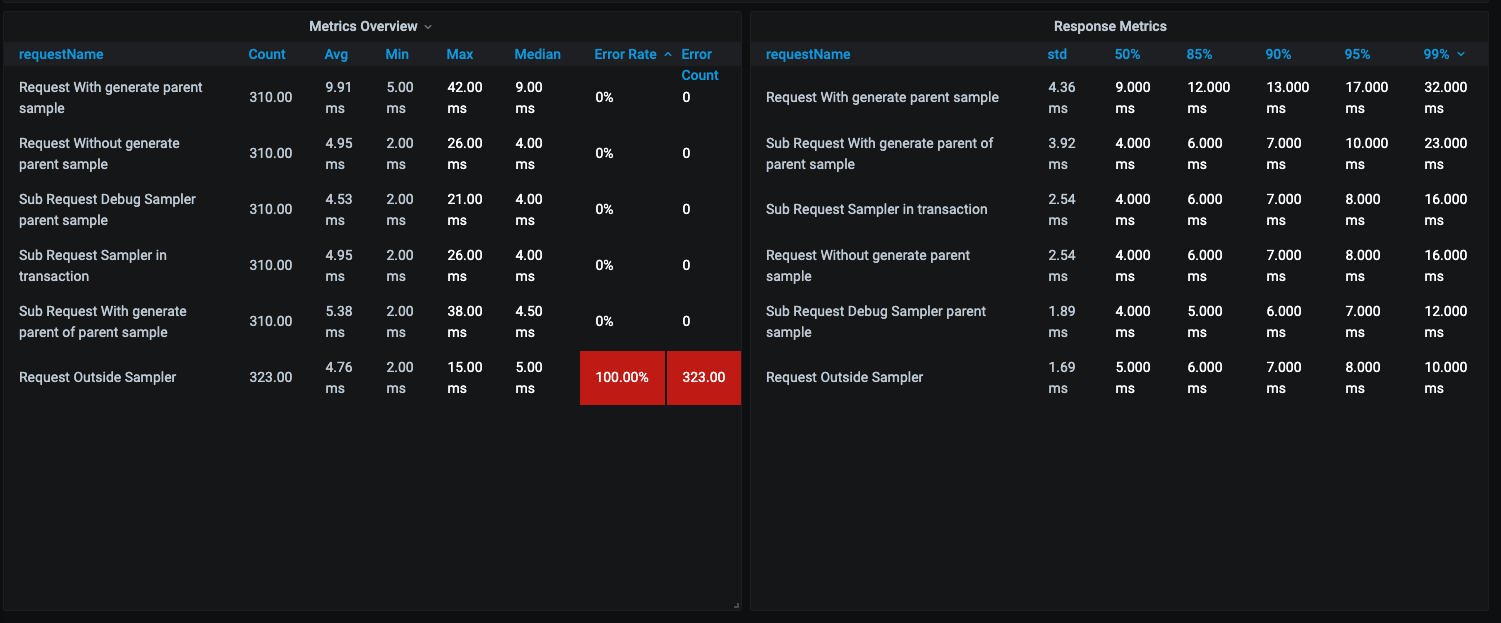 Metrics Overview
requestName Count Avg Min Max Median Error Rate Error Count
Request With generate parent sample 310.00 9.91 ms 5.00 ms 42.00 ms 9.00 ms 0% 0
Request Without generate parent sample 310.00 4.95 ms 2.00 ms 26.00 ms 4.00 ms 0% 0
Sub Request Debug Sampler parent sample 310.00 4.53 ms 2.00 ms 21.00 ms 4.00 ms 0% 0
Sub Request Sampler in transaction 310.00 4.95 ms 2.00 ms 26.00 ms 4.00 ms 0% 0
Sub Request With generate parent of parent sample 310.00 5.38 ms 2.00 ms 38.00 ms 4.50 ms 0% 0
Request Outside Sampler 323.00 4.76 ms 2.00 ms 15.00 ms 5.00 ms 100.00% 323.00
Response Metrics
requestName std 50% 85% 90% 95% 99%
Request With generate parent sample 4.36 ms 9.000 ms 12.000 ms 13.000 ms 17.000 ms 32.000 ms
Sub Request With generate parent of parent sample 3.92 ms 4.000 ms 6.000 ms 7.000 ms 10.000 ms 23.000 ms
Sub Request Sampler in transaction 2.54 ms 4.000 ms 6.000 ms 7.000 ms 8.000 ms 16.000 ms
Request Without generate parent sample 2.54 ms 4.000 ms 6.000 ms 7.000 ms 8.000 ms 16.000 ms
Sub Request Debug Sampler parent sample 1.89 ms 4.000 ms 5.000 ms 6.000 ms 7.000 ms 12.000 ms
Request Outside Sampler 1.69 ms 5.000 ms 6.000 ms 7.000 ms 8.000 ms 10.000 ms